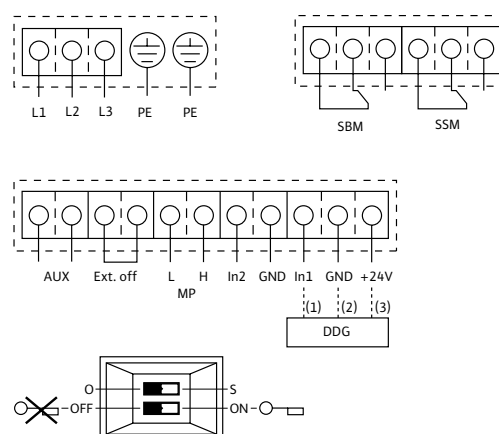 L1 L2 L3 PE PE
SBM SSM
AUX Ext. off L H In2 GND In1 GND +24V
MP
(1) (2) (3)
DDG
O S
OFF ON